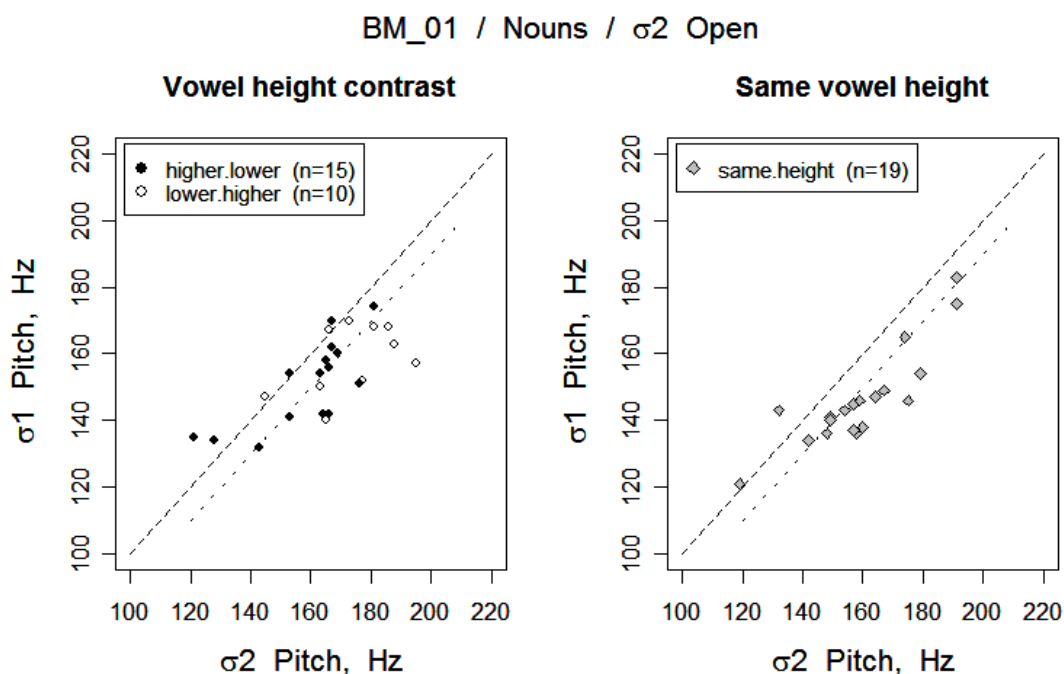 BM_01 / Nouns / σ2 Open
Vowel height contrast
higher.lower (n=15)
lower.higher (n=10)
σ1 Pitch, Hz
220
200
180
160
140
120
100
100 120 140 160 180 200 220
σ2 Pitch, Hz
Same vowel height
same.height (n=19)
σ1 Pitch, Hz
220
200
180
160
140
120
100
100 120 140 160 180 200 220
σ2 Pitch, Hz